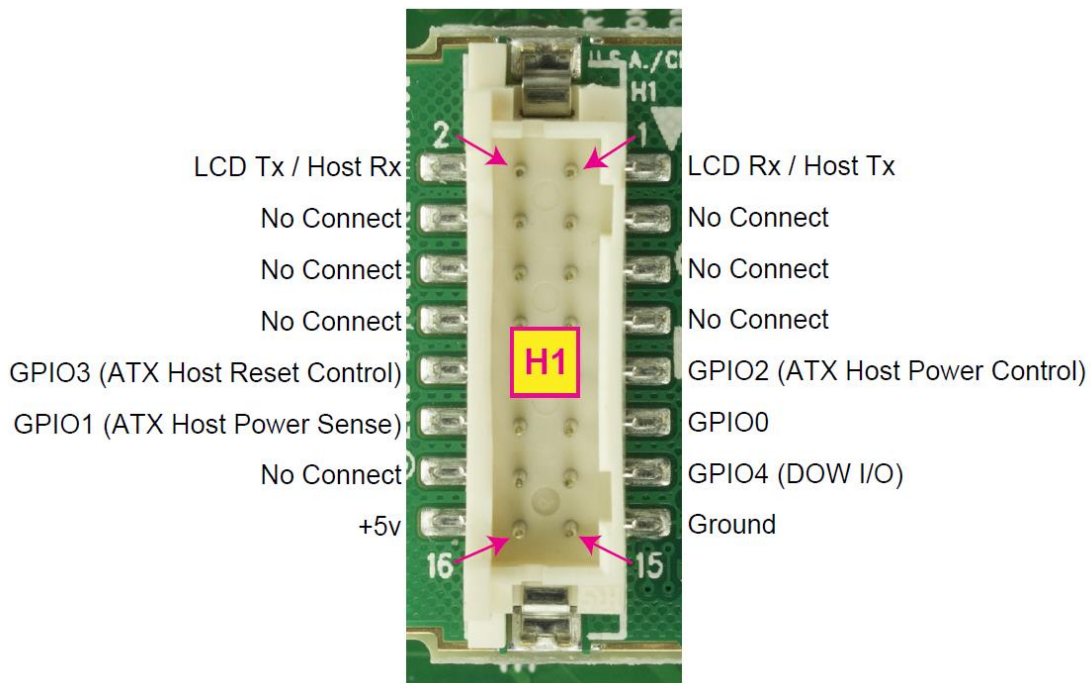 U.S.A./C
H1
2
1
LCD Tx / Host Rx
LCD Rx / Host Tx
No Connect
No Connect
No Connect
No Connect
No Connect
No Connect
H1
GPIO3 (ATX Host Reset Control)
GPIO2 (ATX Host Power Control)
GPIO1 (ATX Host Power Sense)
GPIO0
No Connect
GPIO4 (DOW I/O)
+5v
Ground
16
15